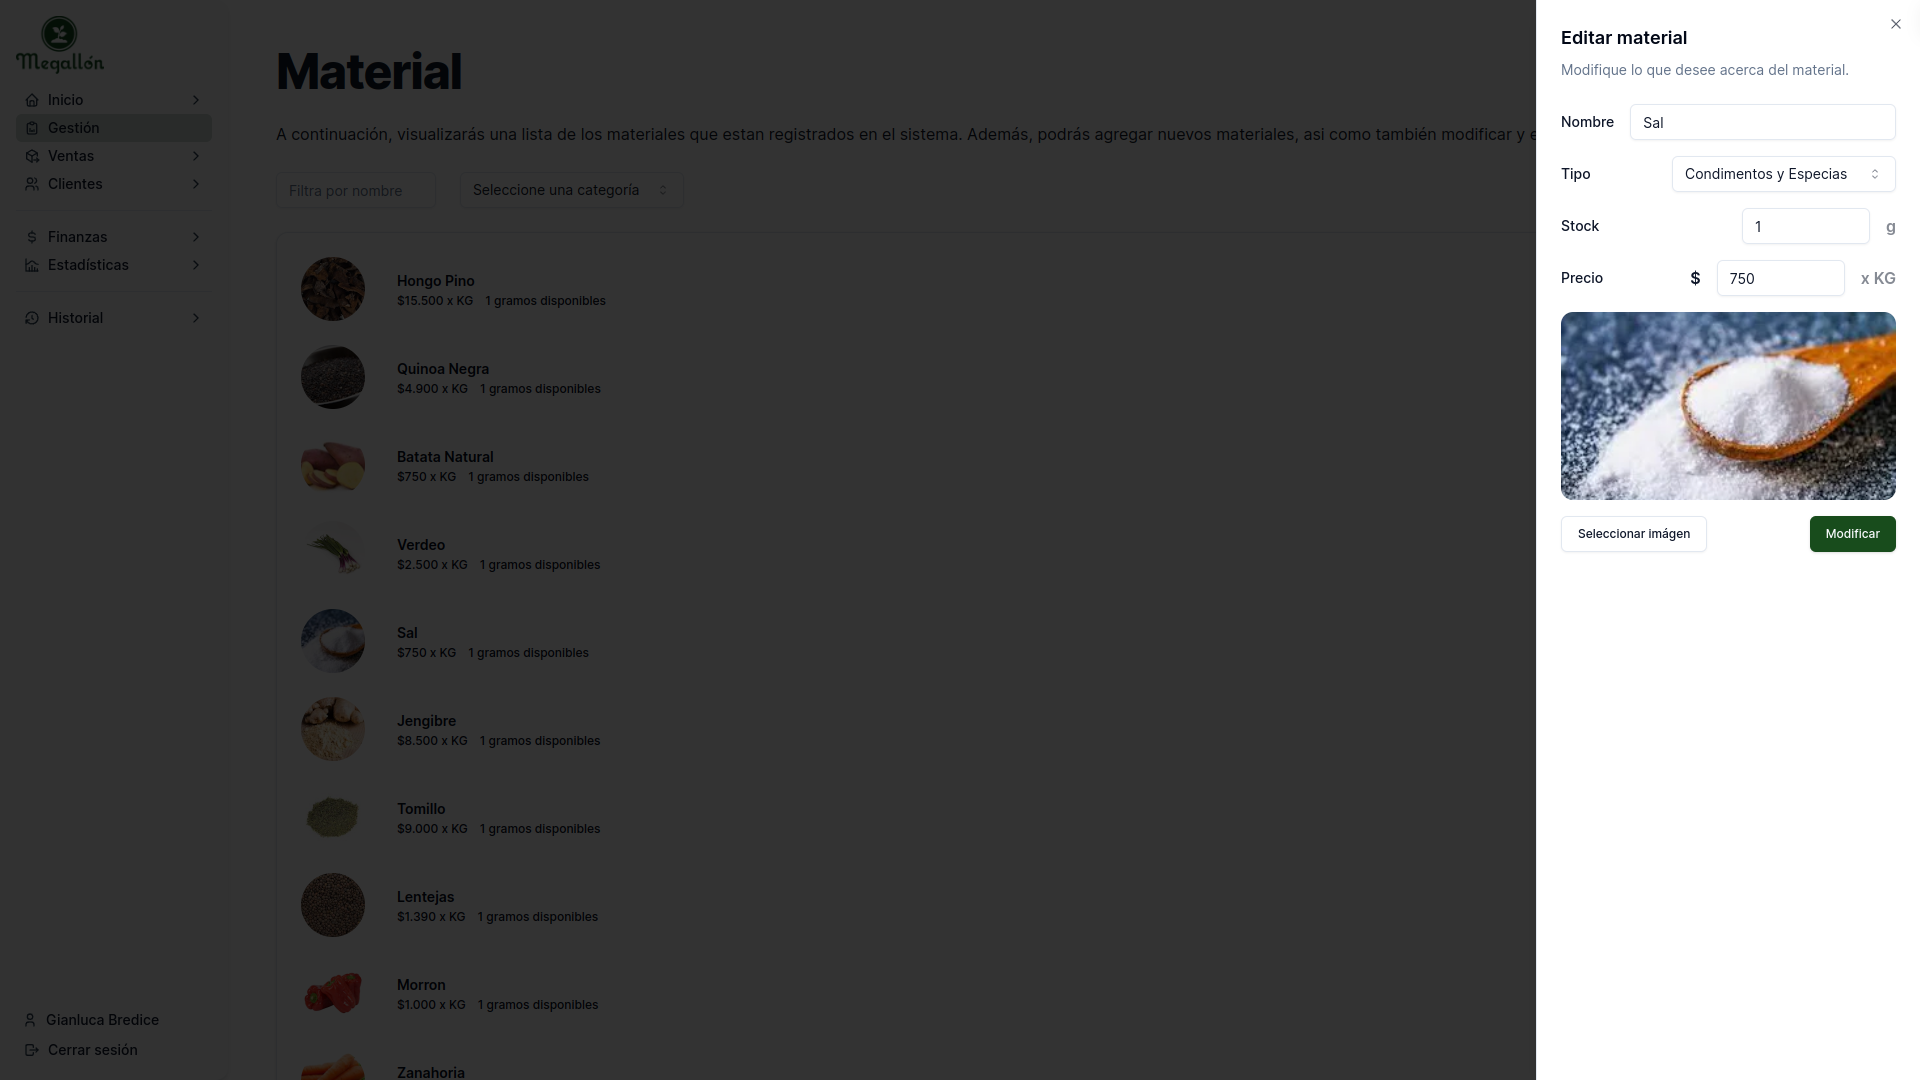 Megallón
Inicio
Gestión
Ventas
Clientes
Finanzas
Estadísticas
Historial
Gianluca Bredice
Cerrar sesión
Material
A continuación, visualizarás una lista de los materiales que estan registrados en el sistema. Además, podrás agregar nuevos materiales, asi como también modificar y e
Filtra por nombre
Seleccione una categoría
Hongo Pino
$15.500 x KG 1 gramos disponibles
Quinoa Negra
$4.900 x KG 1 gramos disponibles
Batata Natural
$750 x KG 1 gramos disponibles
Verdeo
$2.500 x KG 1 gramos disponibles
Sal
$750 x KG 1 gramos disponibles
Jengibre
$8.500 x KG 1 gramos disponibles
Tomillo
$9.000 x KG 1 gramos disponibles
Lentejas
$1.390 x KG 1 gramos disponibles
Morron
$1.000 x KG 1 gramos disponibles
Zanahoria
Editar material
Modifique lo que desee acerca del material.
Nombre Sal
Tipo Condimentos y Especias
Stock 1 g
Precio $ 750 x KG
Seleccionar imágen Modificar